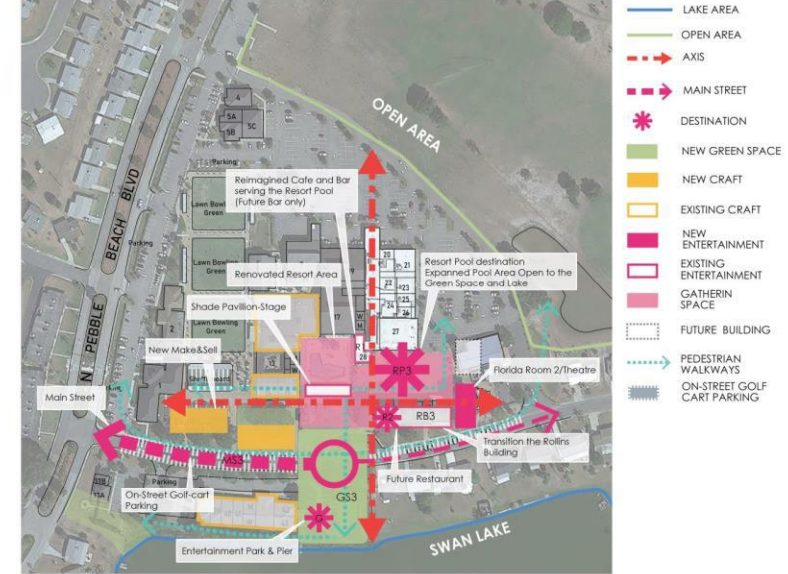 LAKE AREA
OPEN AREA
AXIS
MAIN STREET
DESTINATION
NEW GREEN SPACE
NEW CRAFT
EXISTING CRAFT
NEW
ENTERTAINMENT
EXISTING
ENTERTAINMENT
GATHERIN
SPACE
FUTURE BUILDING
PEDESTRIAN
WALKWAYS
ON-STREET GOLF
CART PARKING
OPEN AREA
4
5A
5B
5C
Parking
Reimagined Cafe and Bar
serving the Resort Pool
(Future Bar only)
Lawn Bowling
Green
N PEBBLE BEACH BLVD
Parking
Lawn Bowling
Green
Renovated Resort Area
Resort Pool destination
Expanned Pool Area Open to the
Green Space and Lake
20
21
22
23
24
25
26
27
Shade Pavillion-Stage
17
2
Lawn Bowling
Green
R
28
New Make&Sell
RP3
Florida Room 2/Theatre
Main Street
R2
RB3
Transition the Rollins
Building
MS3
Future Restaurant
Parking
On-Street Golf-cart
Parking
GS3
G
Entertainment Park & Pier
SWAN LAKE